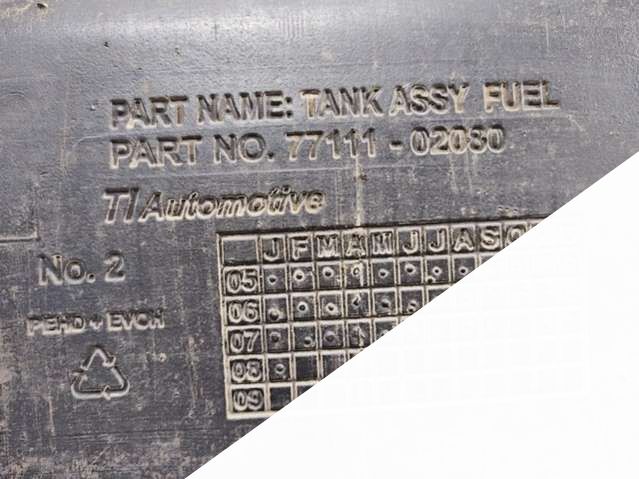 PART NAME: TANK ASSY FUEL
PART NO. 77111-02080
TI Automotive
No. 2
PEHD + EVOH
J F M A M J J A S O
05
06
07
08
09